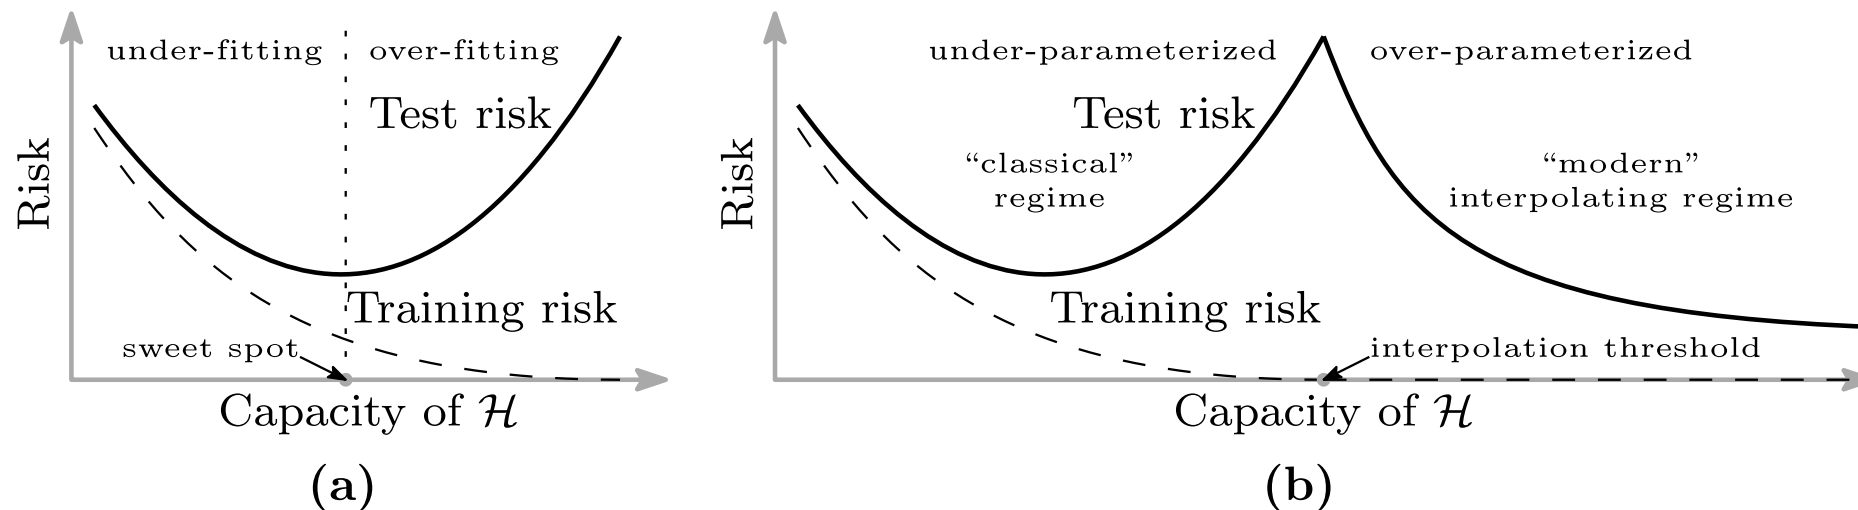 under-fitting
over-fitting
Test risk
Risk
Training risk
sweet spot
Capacity of ℋ
(a)
under-parameterized
over-parameterized
Test risk
“classical”
regime
“modern”
interpolating regime
Risk
Training risk
interpolation threshold
Capacity of ℋ
(b)